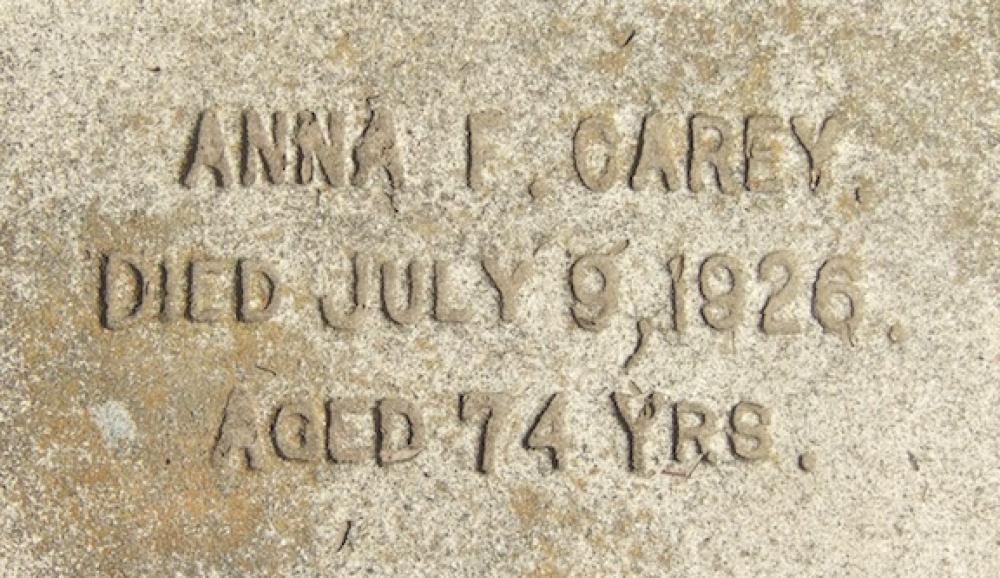 ANNA F. CAREY.
DIED JULY 9, 1926.
AGED 74 YRS.